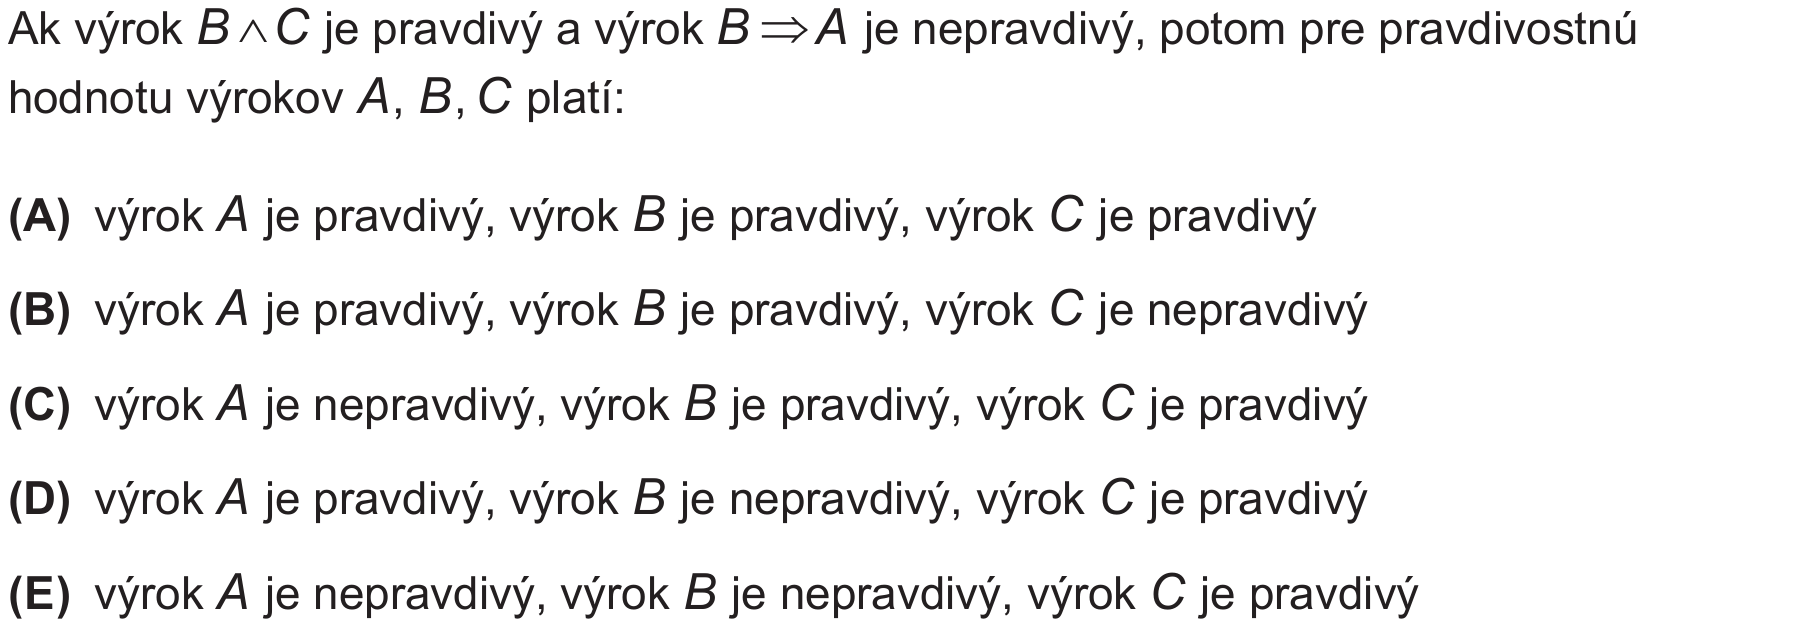 Ak výrok B ∧ C je pravdivý a výrok B ⇒ A je nepravdivý, potom pre pravdivostnú
hodnotu výrokov A, B, C platí:
(A) výrok A je pravdivý, výrok B je pravdivý, výrok C je pravdivý
(B) výrok A je pravdivý, výrok B je pravdivý, výrok C je nepravdivý
(C) výrok A je nepravdivý, výrok B je pravdivý, výrok C je pravdivý
(D) výrok A je pravdivý, výrok B je nepravdivý, výrok C je pravdivý
(E) výrok A je nepravdivý, výrok B je nepravdivý, výrok C je pravdivý